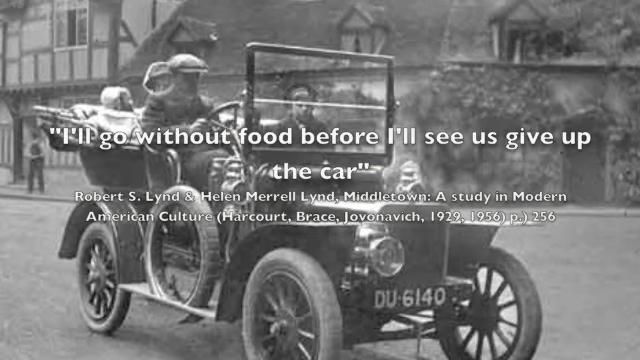 "I'll go without food before I'll see us give up
the car"
Robert S. Lynd & Helen Merrell Lynd, Middletown: A study in Modern
American Culture (Harcourt, Brace, Jovonavich, 1929, 1956) p.) 256
DU·6140